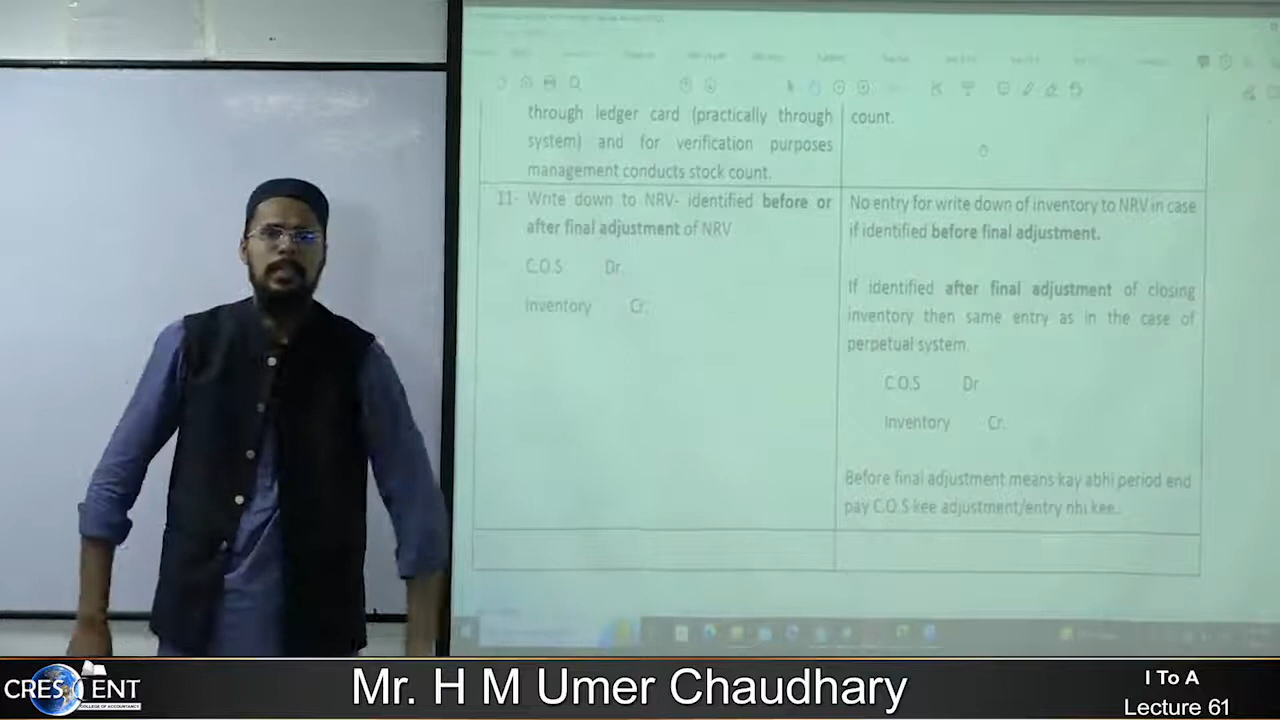 through ledger card (practically through
system) and for verification purposes
management conducts stock count.
count.
11- Write down to NRV- identified before or
after final adjustment of NRV
C.O.S Dr.
Inventory Cr.
No entry for write down of inventory to NRV in case
if identified before final adjustment.
If identified after final adjustment of closing
inventory then same entry as in the case of
perpetual system.
C.O.S Dr
Inventory Cr.
Before final adjustment means kay abhi period end
pay C.O.S kee adjustment/entry nhi kee..
CRESCENT
COLLEGE OF ACCOUNTANCY
Mr. H M Umer Chaudhary
I To A
Lecture 61